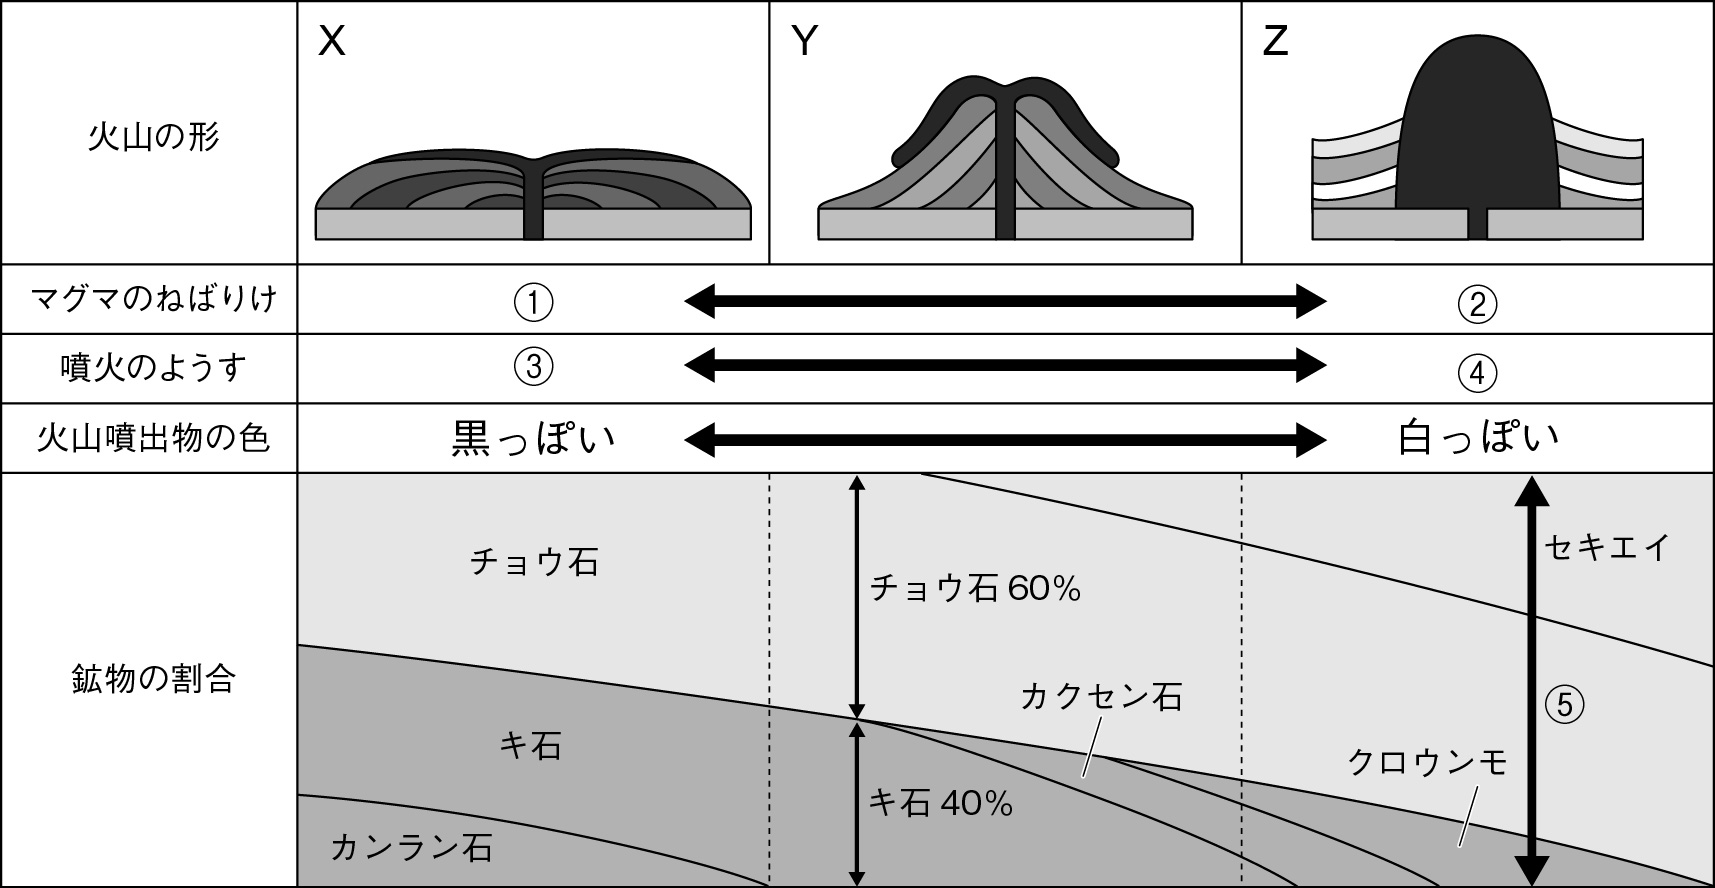 X
Y
Z
火山の形
マグマのねばりけ
①
②
噴火のようす
③
④
火山噴出物の色
黒っぽい
白っぽい
鉱物の割合
チョウ石
チョウ石 60%
セキエイ
カクセン石
⑤
キ石
クロウンモ
キ石 40%
カンラン石